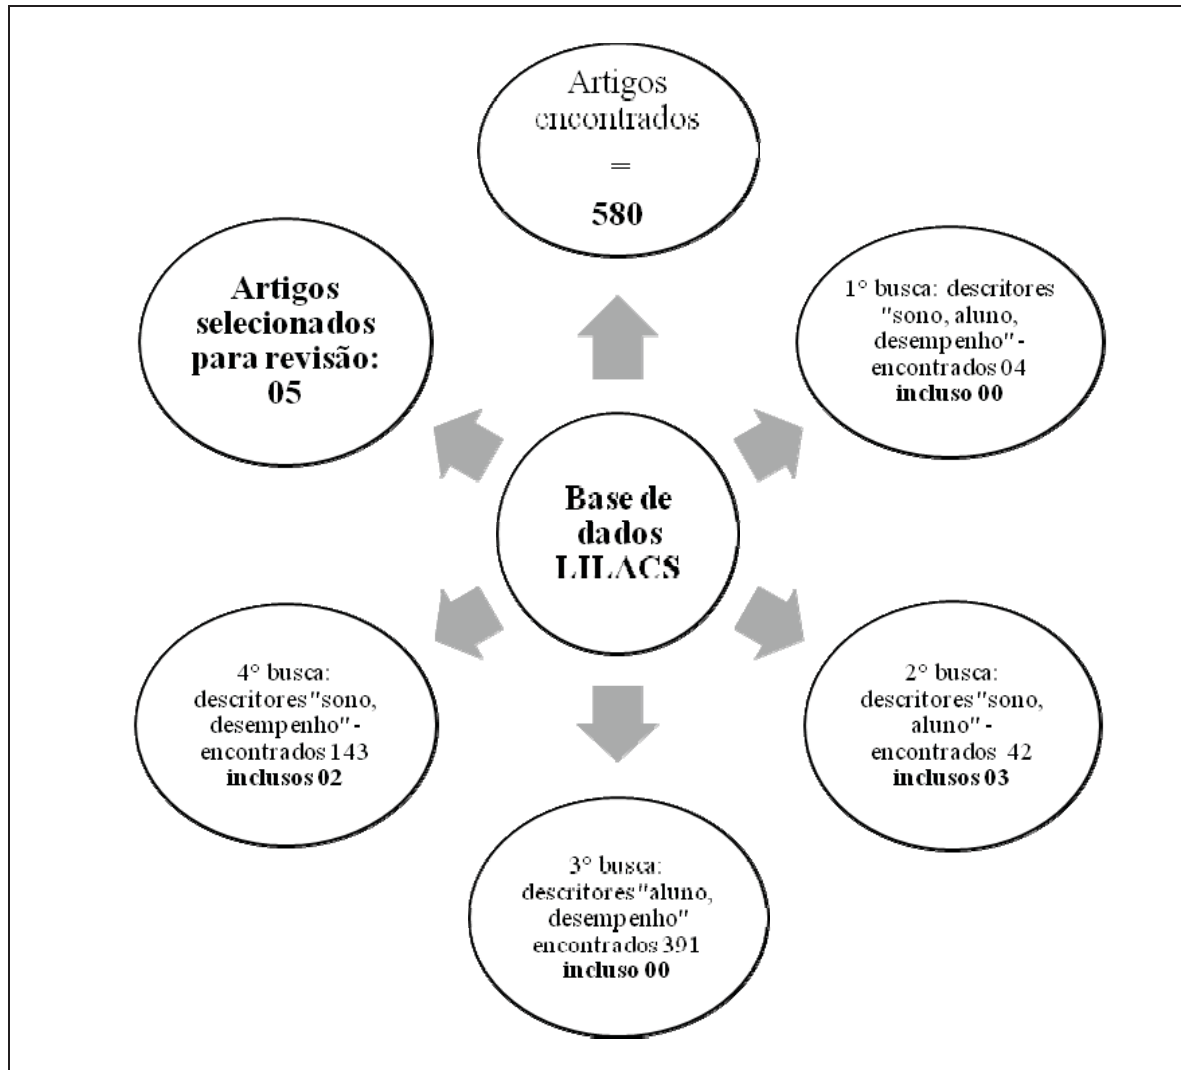 Artigos
encontrados
=
580
1° busca: descritores
"sono, aluno,
desempenho" -
encontrados 04
incluso 00
2° busca:
descritores "sono,
aluno" -
encontrados 42
inclusos 03
3° busca:
descritores "aluno,
desempenho"
encontrados 391
incluso 00
4° busca:
descritores "sono,
desempenho" -
encontrados 143
inclusos 02
Artigos
selecionados
para revisão:
05
Base de
dados
LILACS